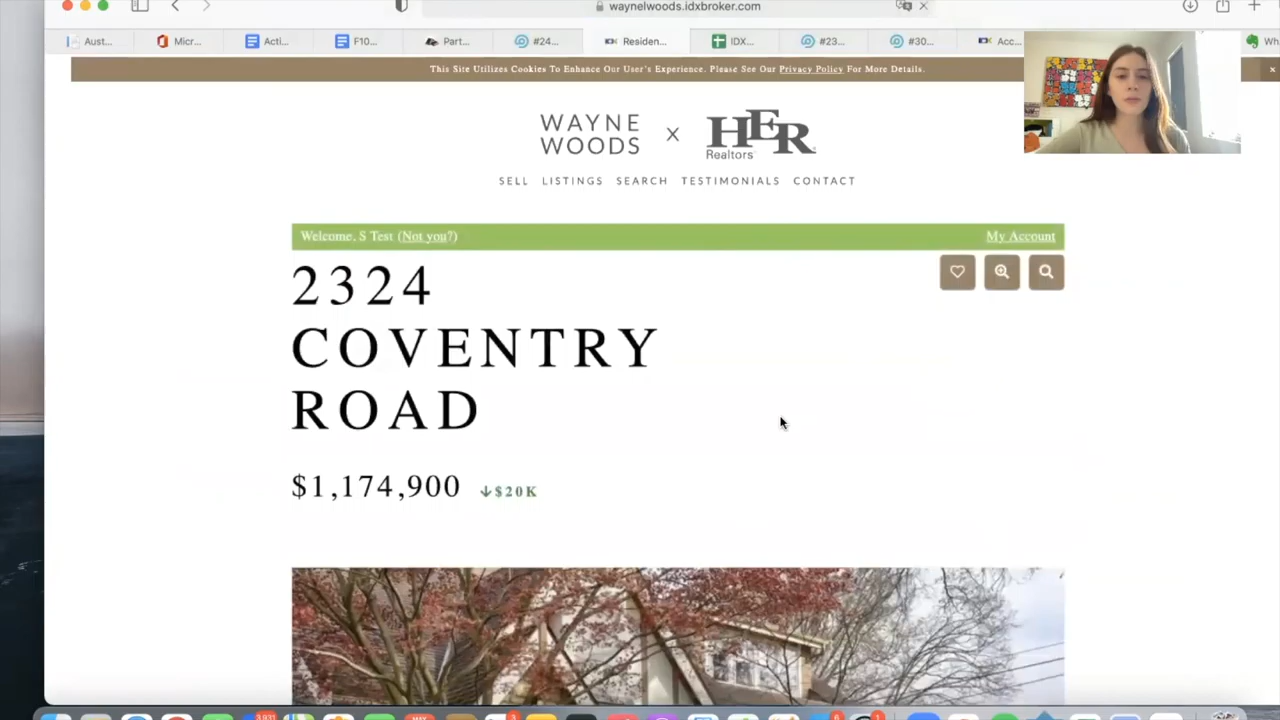 waynelwoods.idxbroker.com
Aust... Micr... Acti... F10... Part... #24... Residen... IDX... #23... #30... Acc... Wh
This Site Utilizes Cookies To Enhance Our User's Experience. Please See Our Privacy Policy For More Details.
WAYNE WOODS X HER Realtors
SELL LISTINGS SEARCH TESTIMONIALS CONTACT
Welcome, S Test (Not you?) My Account
2324
COVENTRY
ROAD
$1,174,900 ↓$20K